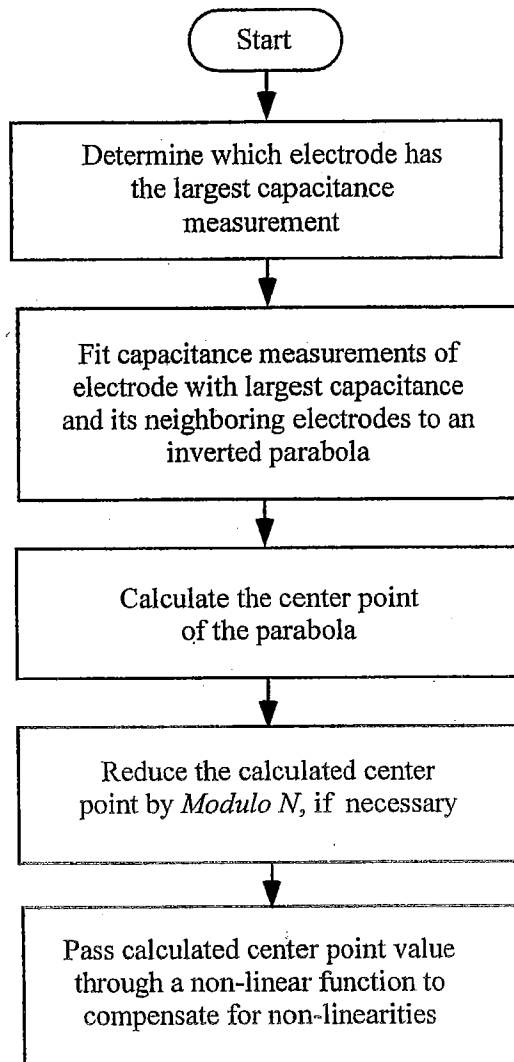 Start
Determine which electrode has
the largest capacitance
measurement
Fit capacitance measurements of
electrode with largest capacitance
and its neighboring electrodes to an
inverted parabola
Calculate the center point
of the parabola
Reduce the calculated center
point by Modulo N, if necessary
Pass calculated center point value
through a non-linear function to
compensate for non-linearities